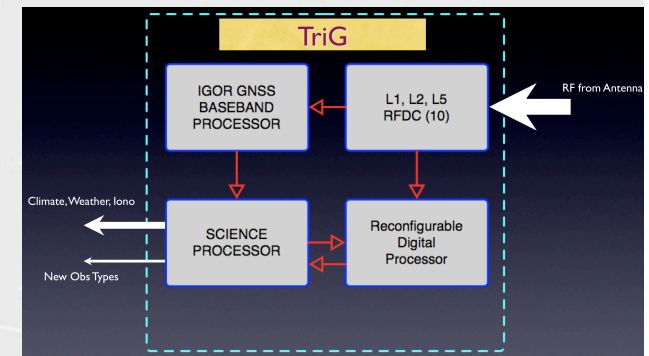 TriG
IGOR GNSS
BASEBAND
PROCESSOR
L1, L2, L5
RFDC (10)
RF from Antenna
Climate, Weather, Iono
SCIENCE
PROCESSOR
Reconfigurable
Digital
Processor
New Obs Types